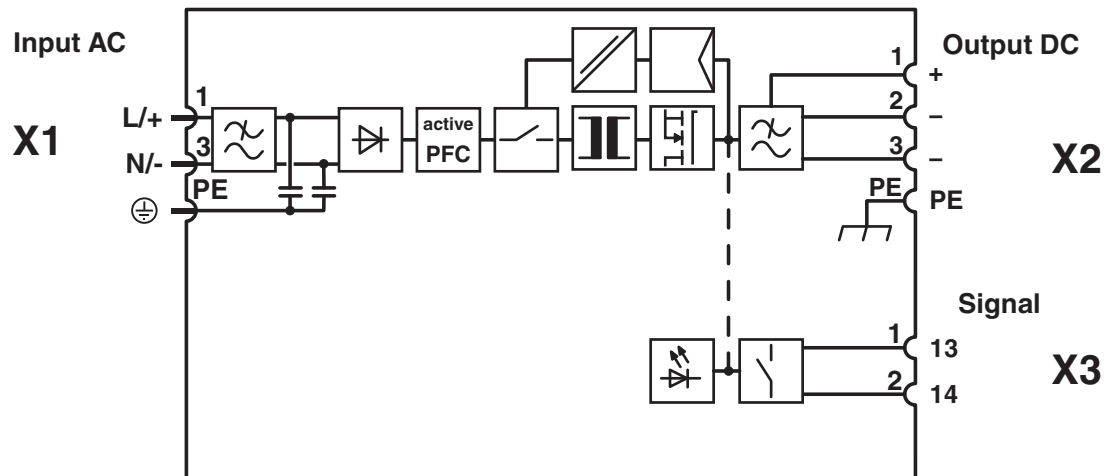 Input AC
Output DC
X1
L/+
1
N/-
3
PE
active
PFC
1
+
2
–
3
–
X2
PE
PE
Signal
1
13
2
14
X3